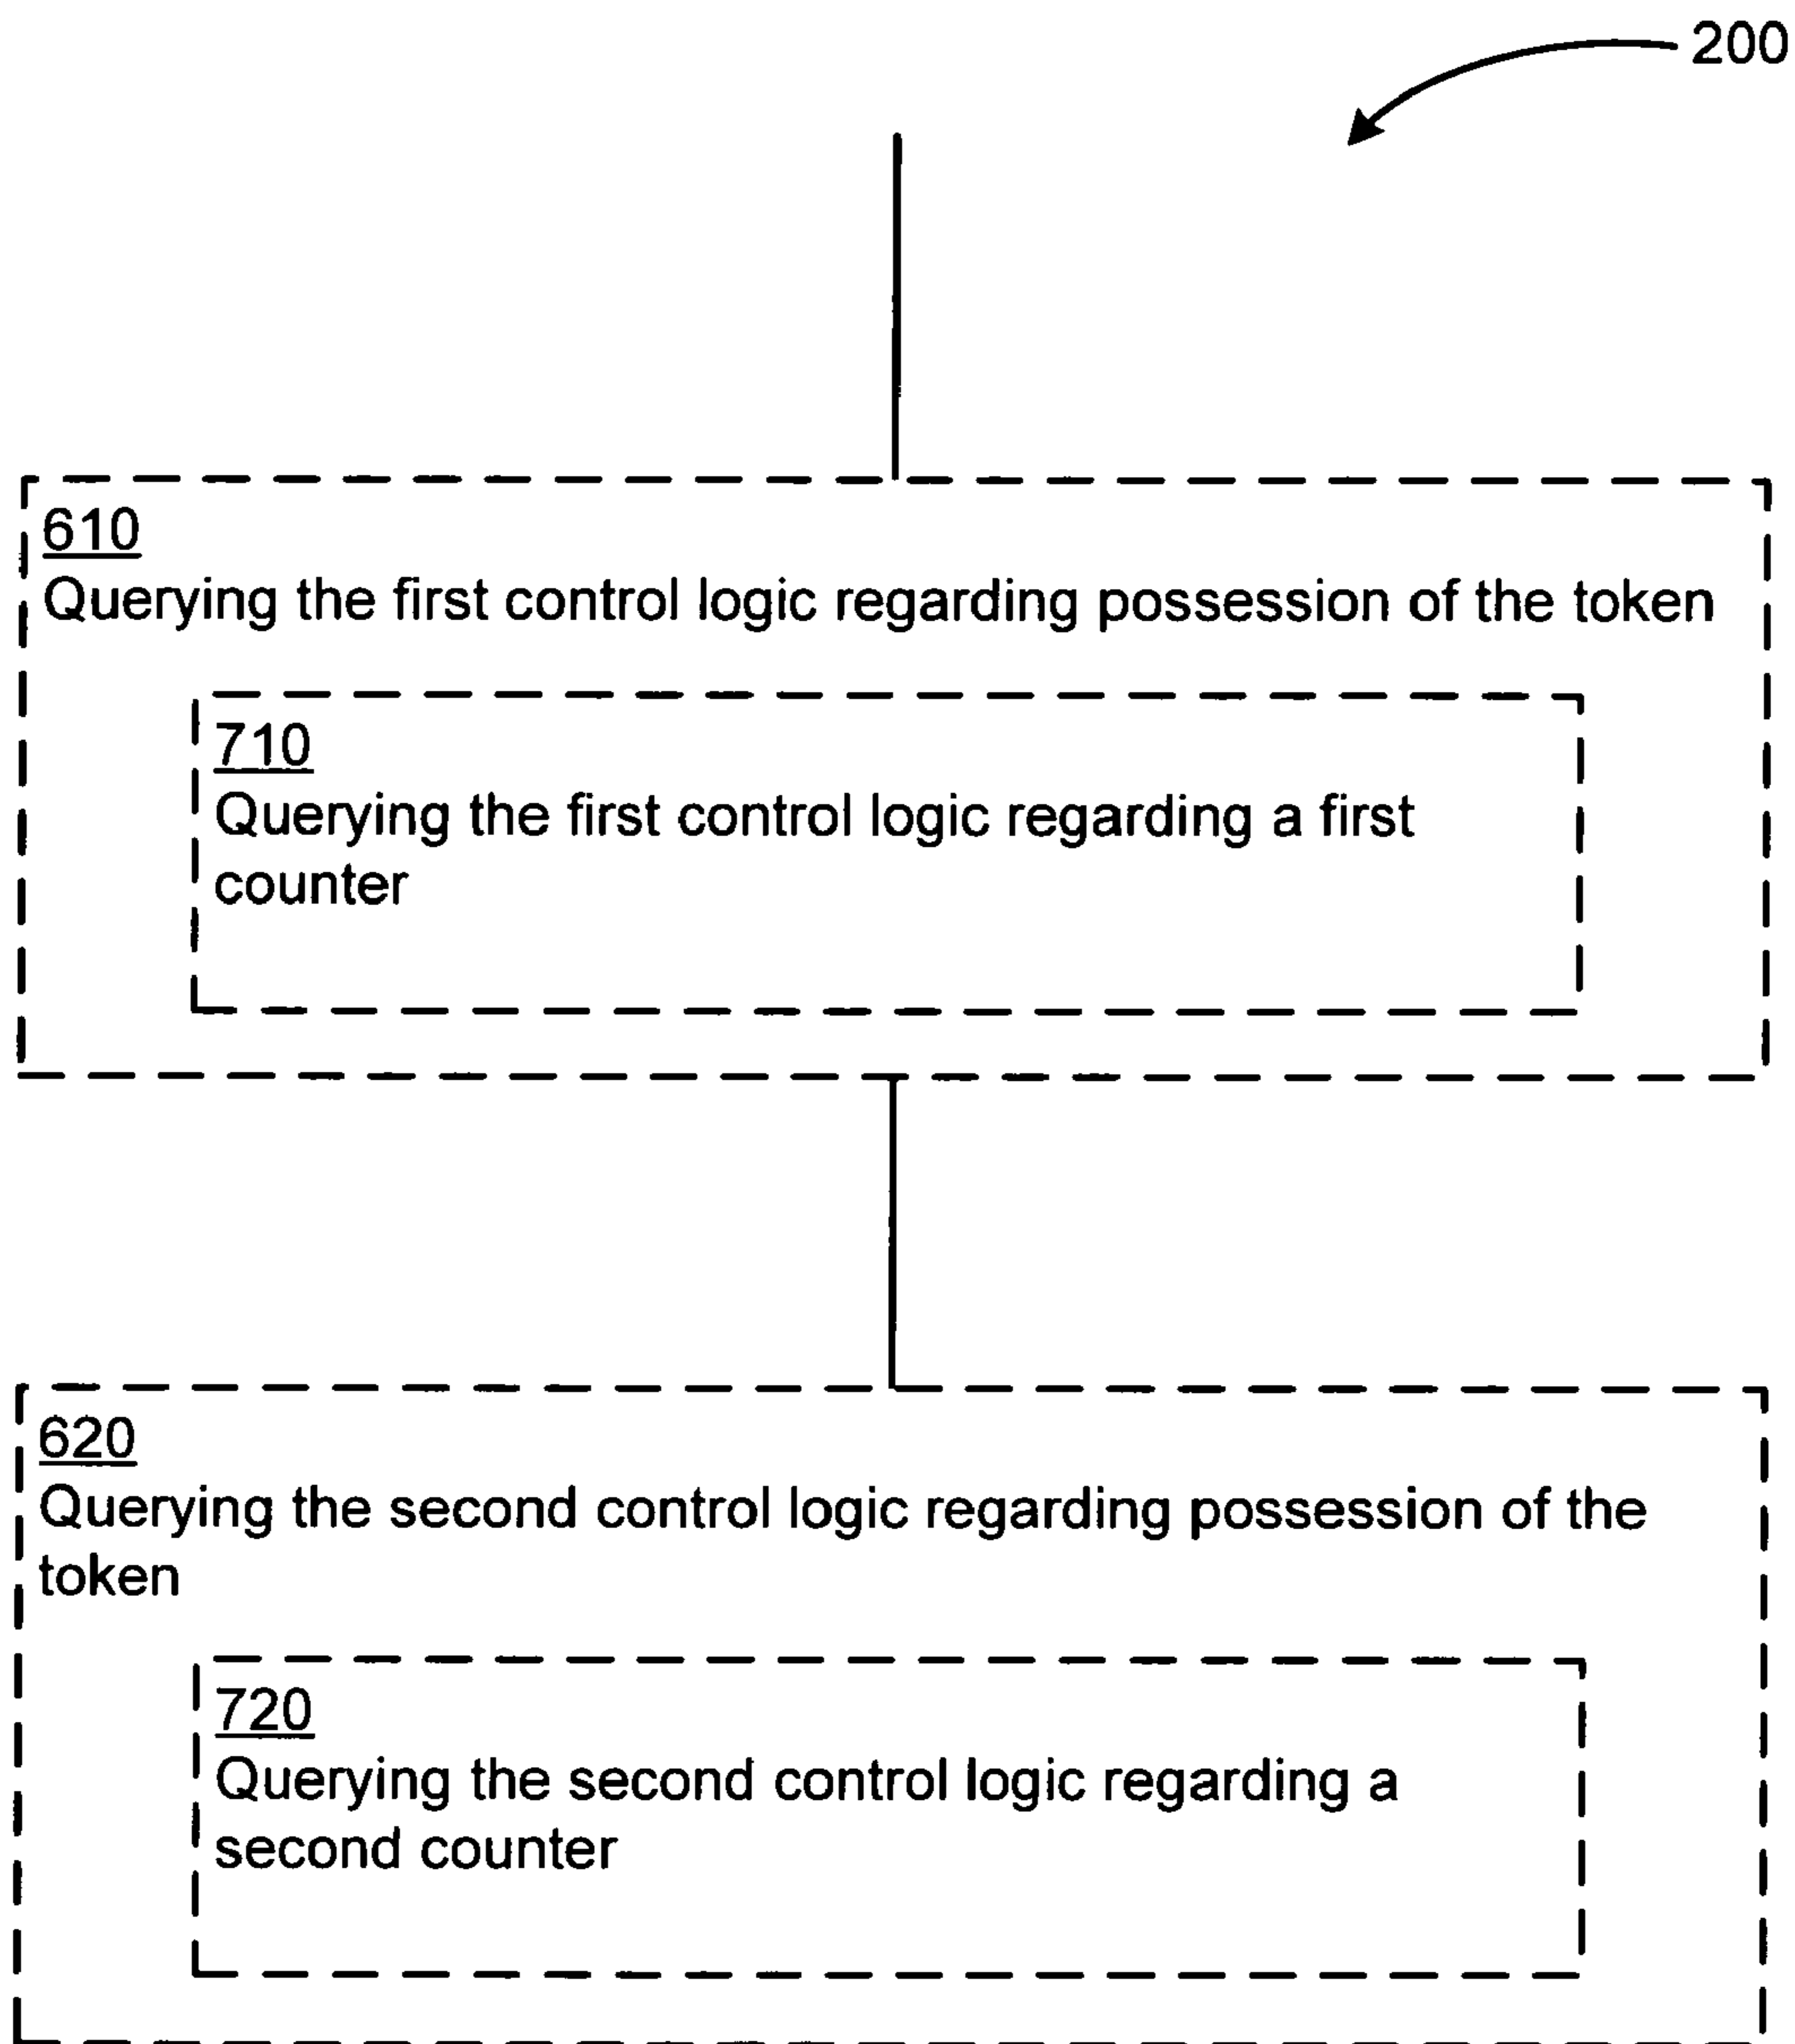 200
610
Querying the first control logic regarding possession of the token
710
Querying the first control logic regarding a first
counter
620
Querying the second control logic regarding possession of the
token
720
Querying the second control logic regarding a
second counter